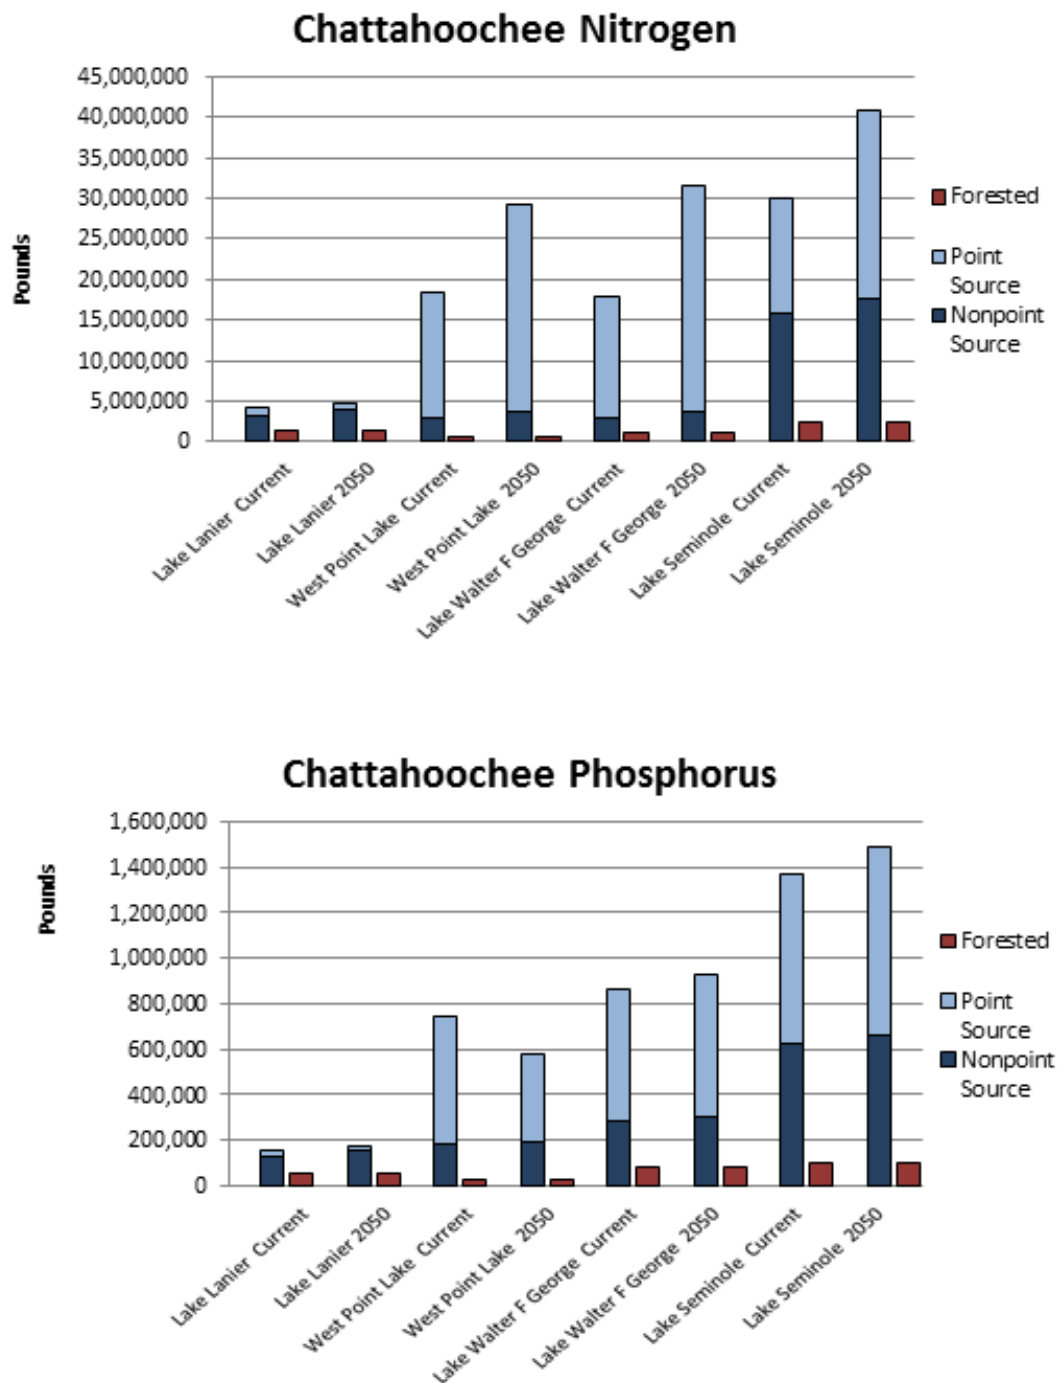 Chattahoochee Nitrogen
Pounds
45,000,000
40,000,000
35,000,000
30,000,000
25,000,000
20,000,000
15,000,000
10,000,000
5,000,000
0
Forested
Point
Source
Nonpoint
Source
Lake Lanier Current
Lake Lanier 2050
West Point Lake Current
West Point Lake 2050
Lake Walter F George Current
Lake Walter F George 2050
Lake Seminole Current
Lake Seminole 2050
Chattahoochee Phosphorus
Pounds
1,600,000
1,400,000
1,200,000
1,000,000
800,000
600,000
400,000
200,000
0
Forested
Point
Source
Nonpoint
Source
Lake Lanier Current
Lake Lanier 2050
West Point Lake Current
West Point Lake 2050
Lake Walter F George Current
Lake Walter F George 2050
Lake Seminole Current
Lake Seminole 2050